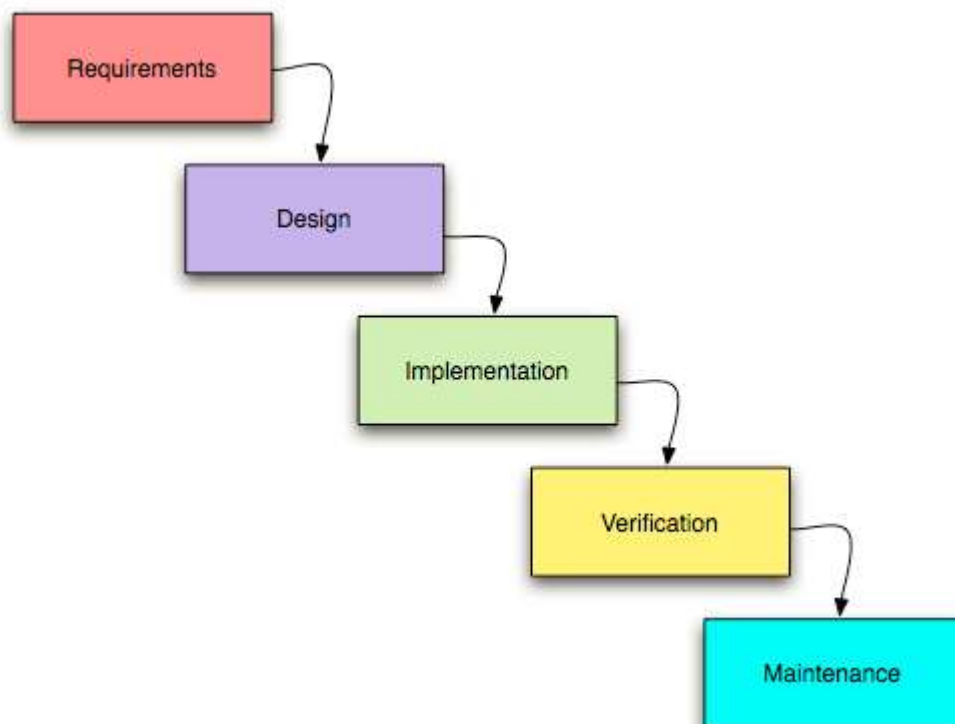 Requirements
Design
Implementation
Verification
Maintenance